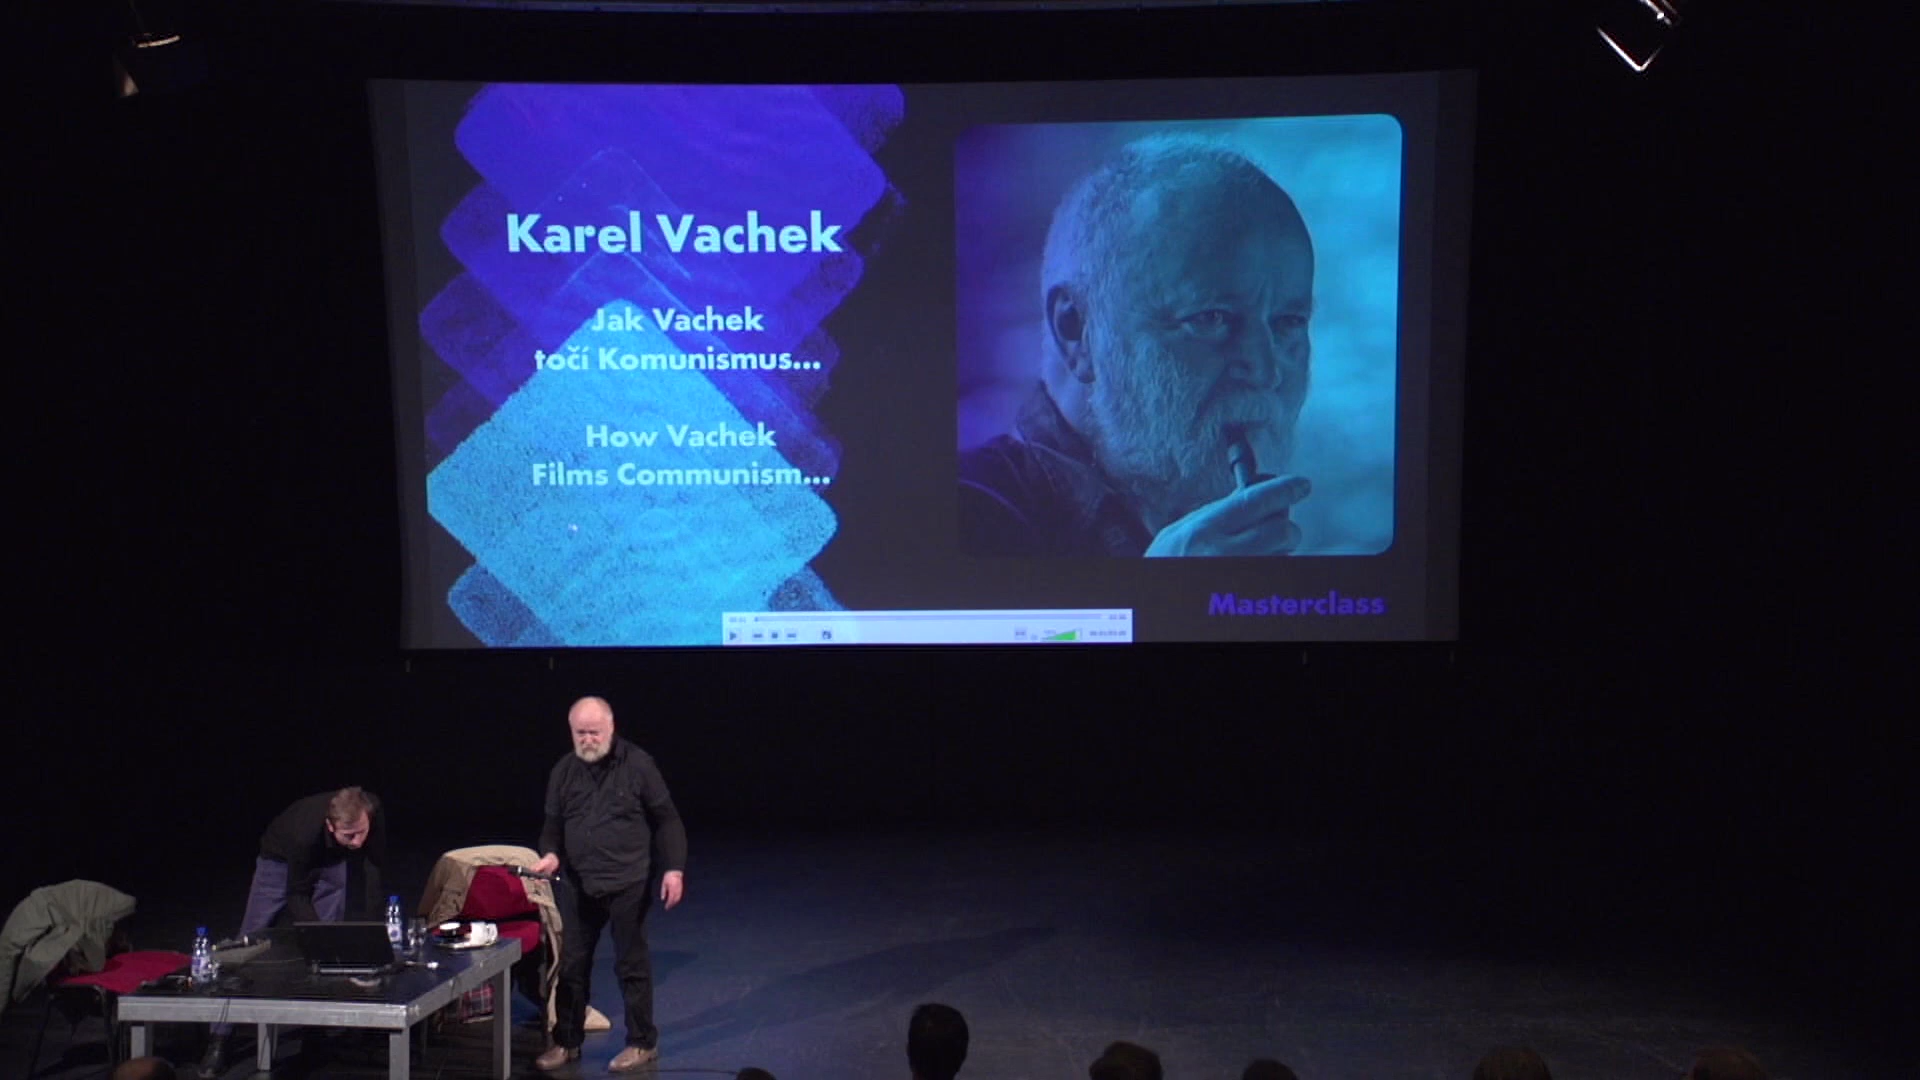 Karel Vachek
Jak Vachek
točí Komunismus...
How Vachek
Films Communism...
Masterclass